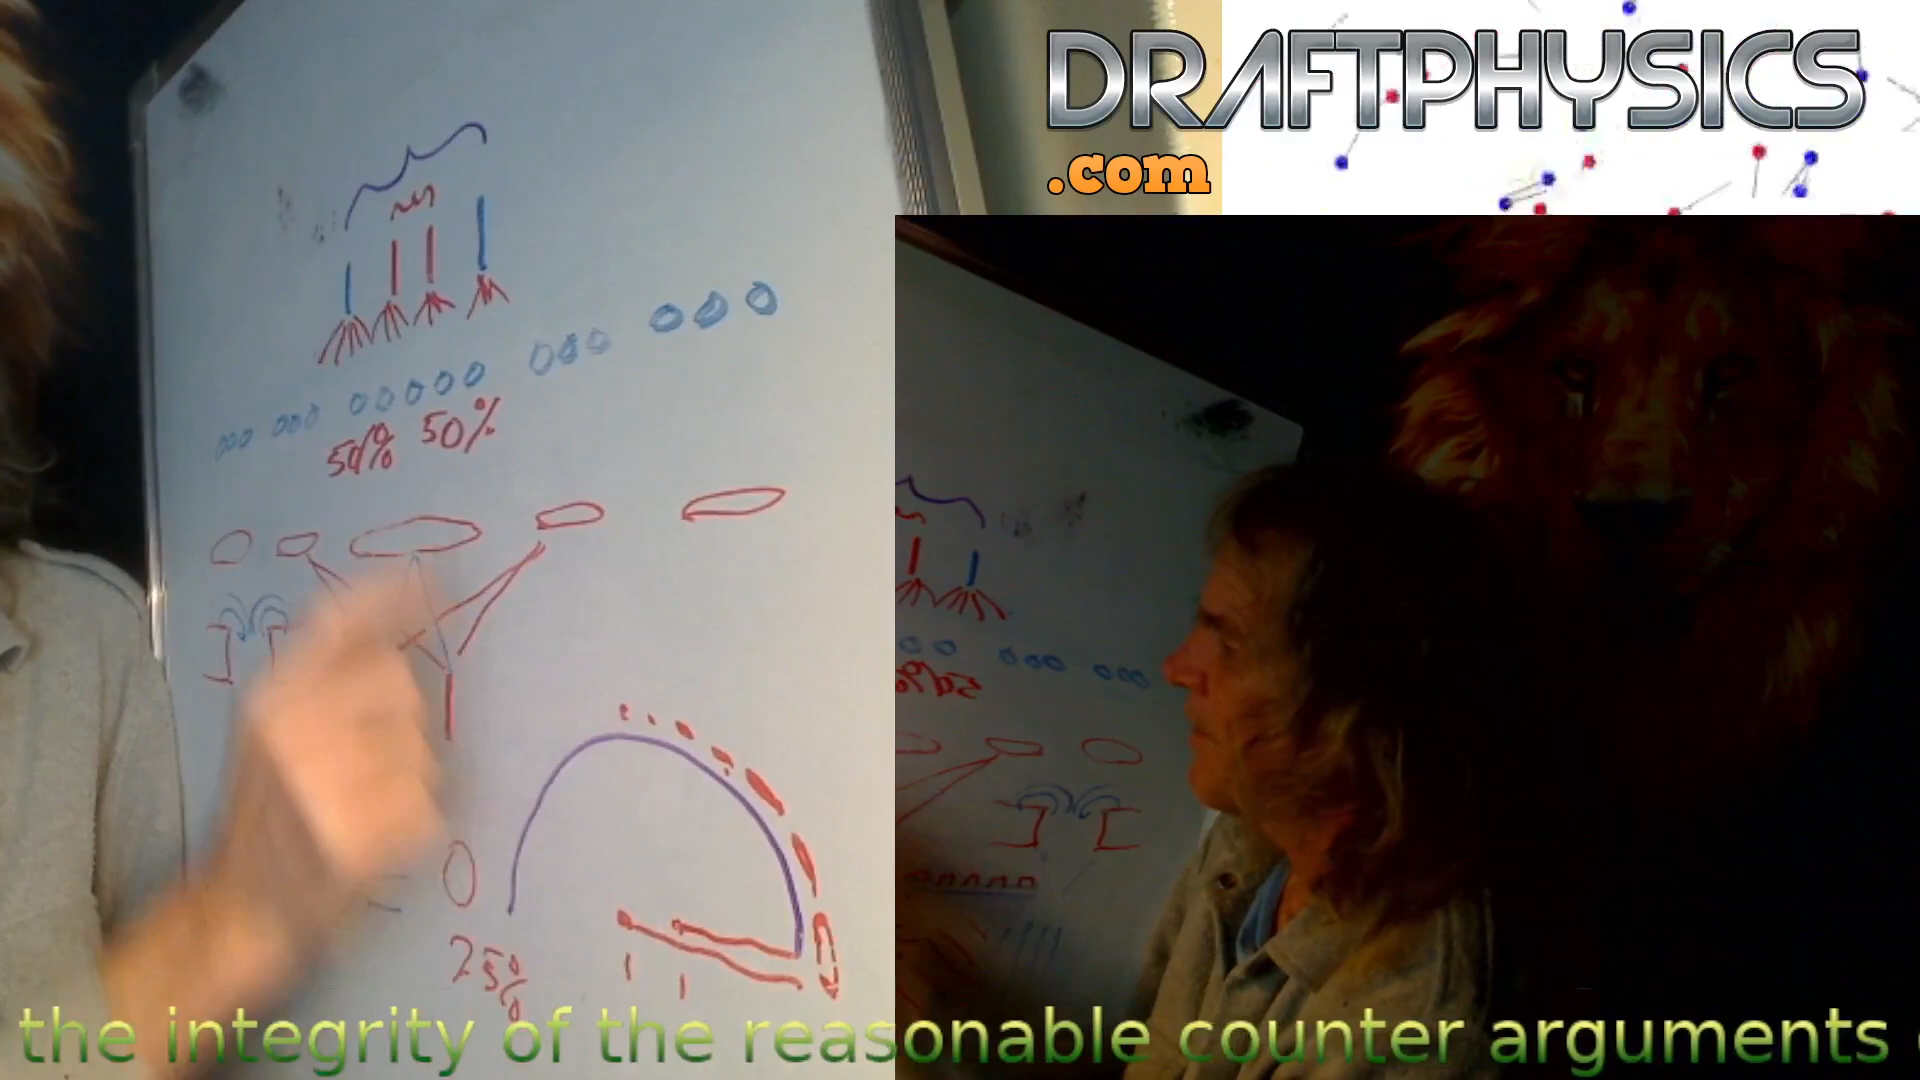 DRAFTPHYSICS
.com
50% 50%
25%
the integrity of the reasonable counter arguments